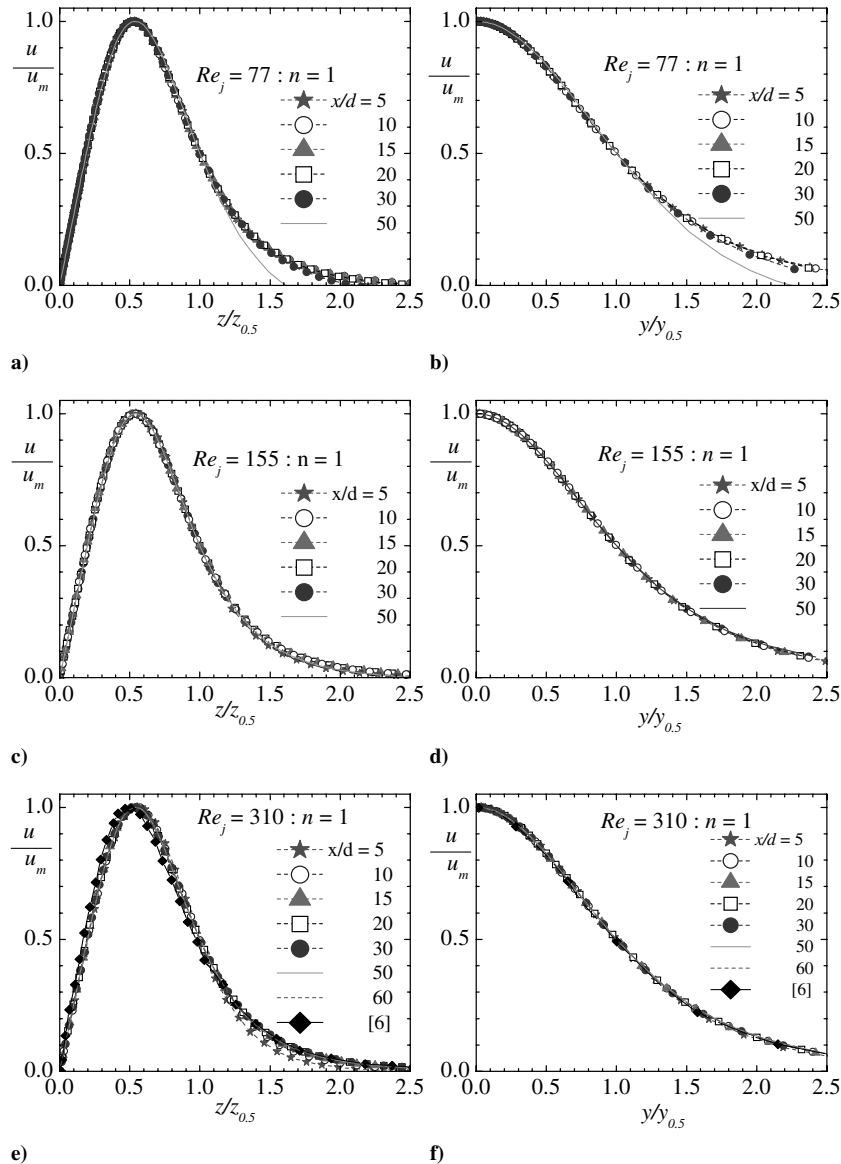 1.0
u
u_m
0.5
0.0
Re_j = 77 : n = 1
x/d = 5
10
15
20
30
50
0.0 0.5 1.0 1.5 2.0 2.5
z/z_0.5
a)
1.0
u
u_m
0.5
0.0
Re_j = 77 : n = 1
x/d = 5
10
15
20
30
50
0.0 0.5 1.0 1.5 2.0 2.5
y/y_0.5
b)
1.0
u
u_m
0.5
0.0
Re_j = 155 : n = 1
x/d = 5
10
15
20
30
50
0.0 0.5 1.0 1.5 2.0 2.5
z/z_0.5
c)
1.0
u
u_m
0.5
0.0
Re_j = 155 : n = 1
x/d = 5
10
15
20
30
50
0.0 0.5 1.0 1.5 2.0 2.5
y/y_0.5
d)
1.0
u
u_m
0.5
0.0
Re_j = 310 : n = 1
x/d = 5
10
15
20
30
50
60
[6]
0.0 0.5 1.0 1.5 2.0 2.5
z/z_0.5
e)
1.0
u
u_m
0.5
0.0
Re_j = 310 : n = 1
x/d = 5
10
15
20
30
50
60
[6]
0.0 0.5 1.0 1.5 2.0 2.5
y/y_0.5
f)